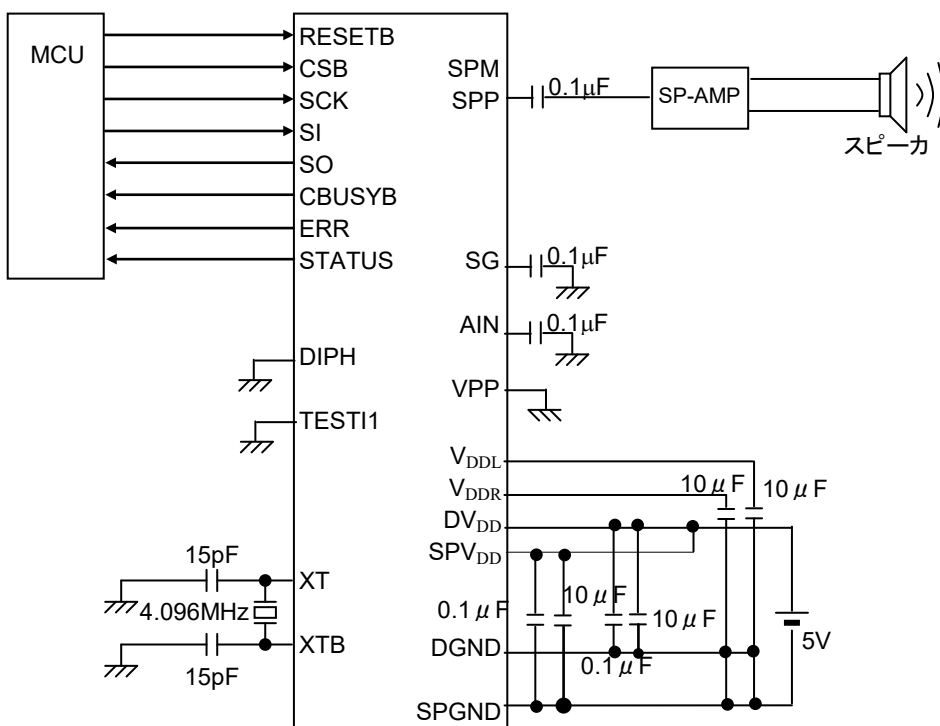 MCU
RESETB
CSB
SCK
SI
SO
CBUSYB
ERR
STATUS
DIPH
TESTI1
15pF
XT
4.096MHz
XTB
15pF
SPM
SPP
0.1μF
SP-AMP
スピーカ
SG
0.1μF
AIN
0.1μF
VPP
VDDL
VDDR
10μF
10μF
DVDD
SPVDD
0.1μF
10μF
10μF
DGND
0.1μF
5V
SPGND